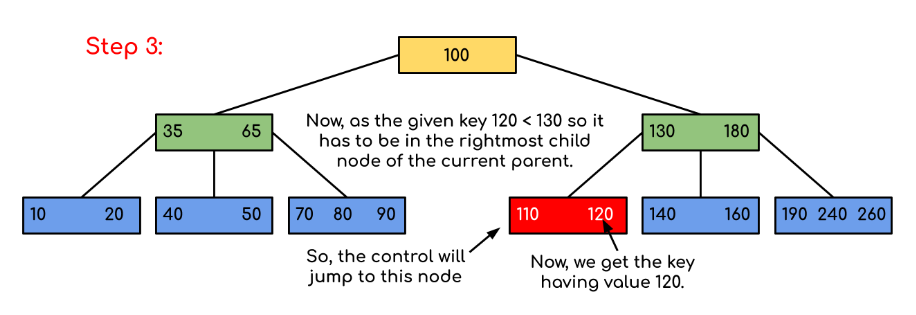 Step 3:
100
35 65
Now, as the given key 120 < 130 so it
has to be in the rightmost child
node of the current parent.
130 180
10 20
40 50
70 80 90
110 120
140 160
190 240 260
So, the control will
jump to this node
Now, we get the key
having value 120.